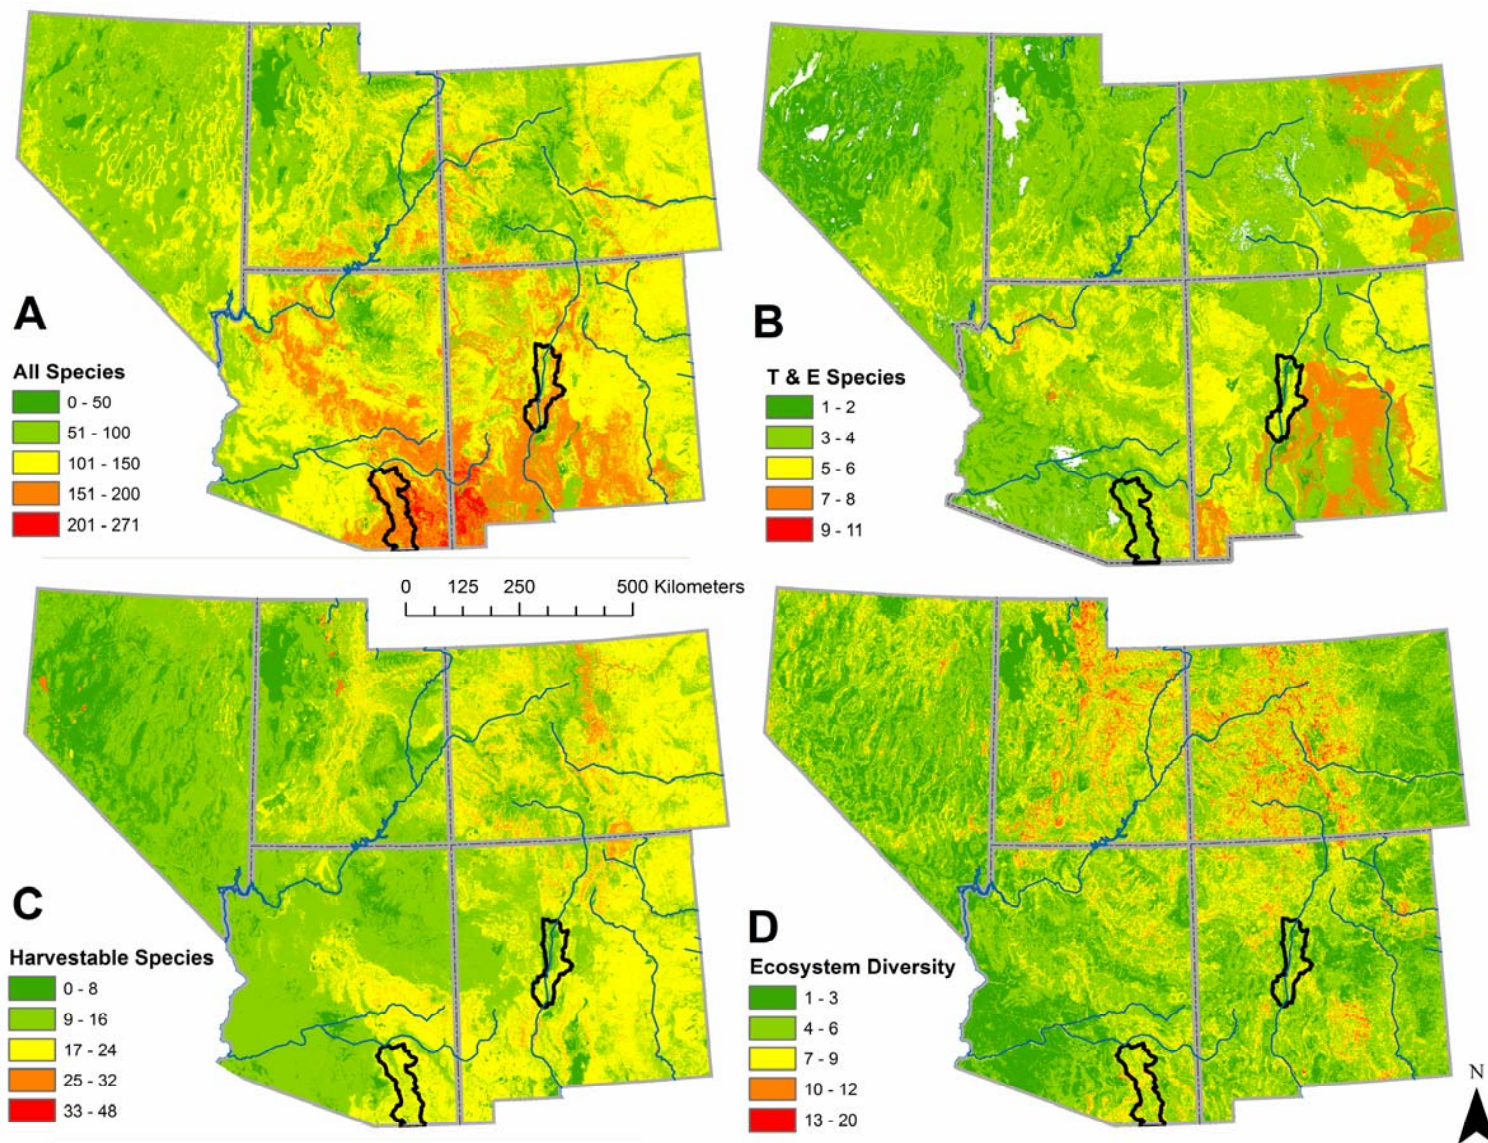 A
All Species
0 - 50
51 - 100
101 - 150
151 - 200
201 - 271
B
T & E Species
1 - 2
3 - 4
5 - 6
7 - 8
9 - 11
0 125 250 500 Kilometers
C
Harvestable Species
0 - 8
9 - 16
17 - 24
25 - 32
33 - 48
D
Ecosystem Diversity
1 - 3
4 - 6
7 - 9
10 - 12
13 - 20
N